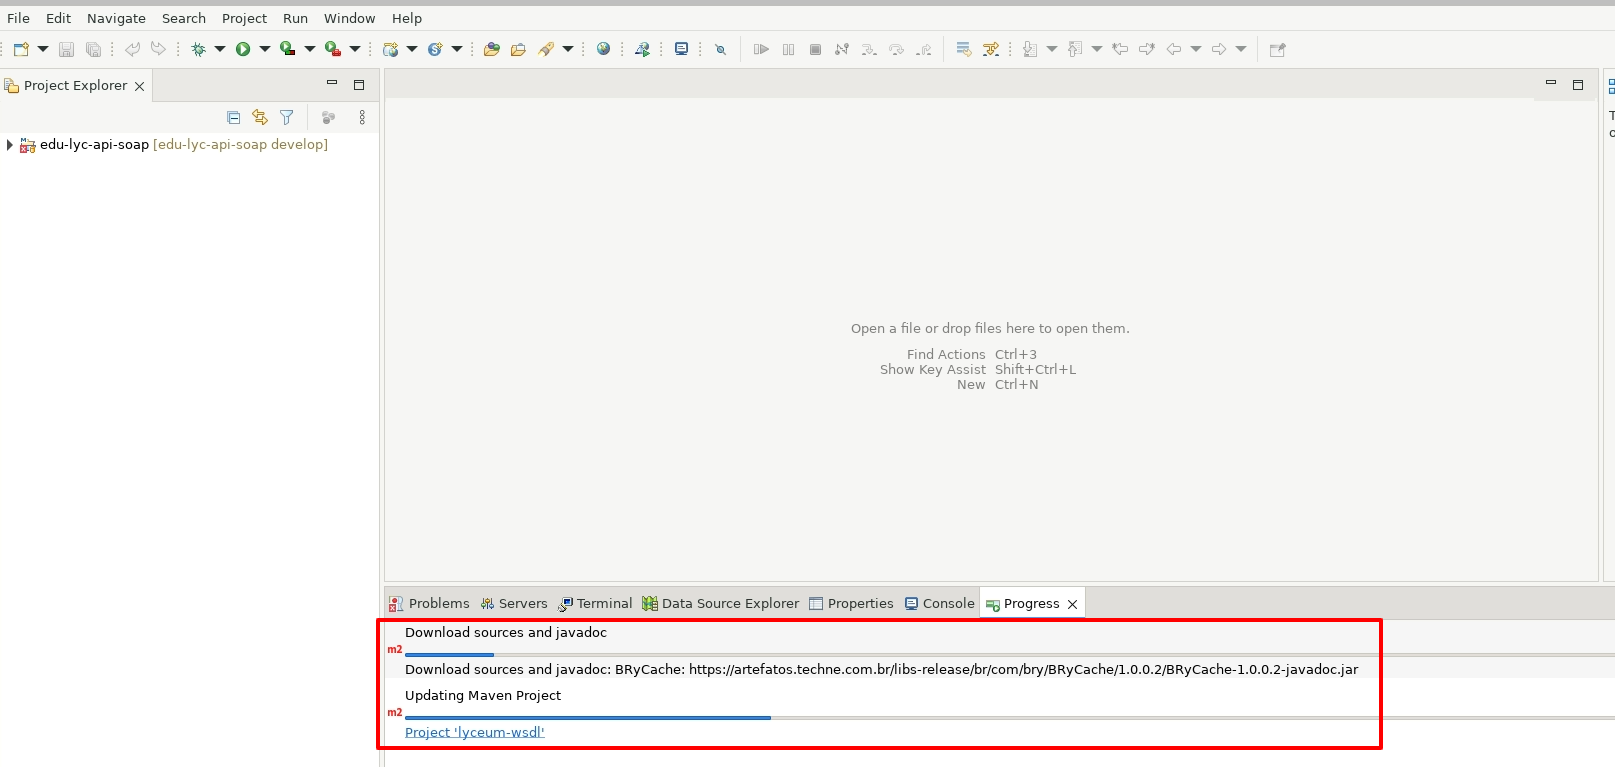 File Edit Navigate Search Project Run Window Help
Project Explorer
edu-lyc-api-soap [edu-lyc-api-soap develop]
Open a file or drop files here to open them.
Find Actions Ctrl+3
Show Key Assist Shift+Ctrl+L
New Ctrl+N
Problems Servers Terminal Data Source Explorer Properties Console Progress
Download sources and javadoc
m2
Download sources and javadoc: BRyCache: https://artefatos.techne.com.br/libs-release/br/com/bry/BRyCache/1.0.0.2/BRyCache-1.0.0.2-javadoc.jar
Updating Maven Project
m2
Project 'lyceum-wsdl'